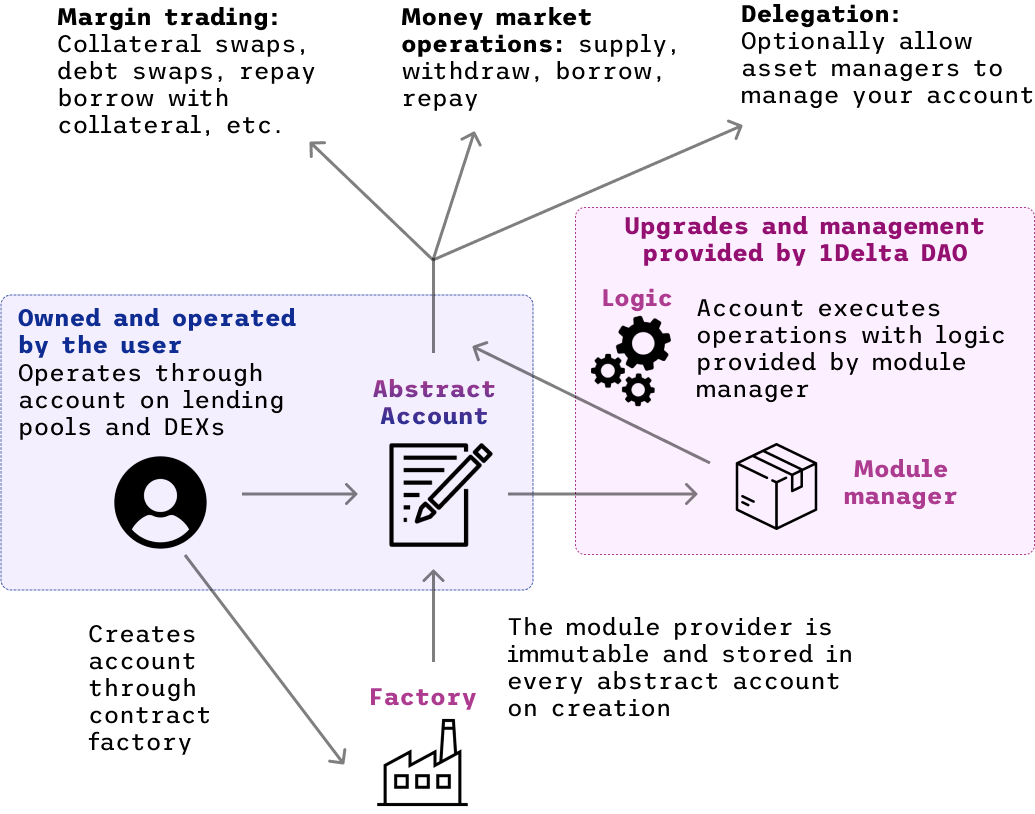 Margin trading:
Collateral swaps,
debt swaps, repay
borrow with
collateral, etc.
Money market
operations: supply,
withdraw, borrow,
repay
Delegation:
Optionally allow
asset managers to
manage your account
Upgrades and management
provided by 1Delta DAO
Logic
Account executes
operations with logic
provided by module
manager
Owned and operated
by the user
Operates through
account on lending
pools and DEXs
Abstract
Account
Module
manager
Creates
account
through
contract
factory
Factory
The module provider is
immutable and stored in
every abstract account
on creation